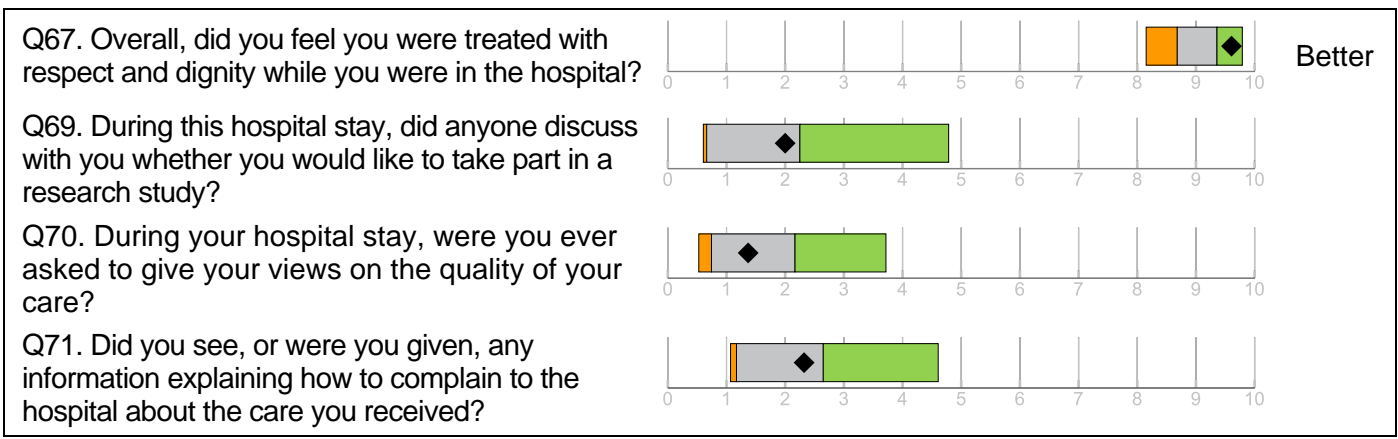 Q67. Overall, did you feel you were treated with
respect and dignity while you were in the hospital?
0 1 2 3 4 5 6 7 8 9 10
Better
Q69. During this hospital stay, did anyone discuss
with you whether you would like to take part in a
research study?
0 1 2 3 4 5 6 7 8 9 10
Q70. During your hospital stay, were you ever
asked to give your views on the quality of your
care?
0 1 2 3 4 5 6 7 8 9 10
Q71. Did you see, or were you given, any
information explaining how to complain to the
hospital about the care you received?
0 1 2 3 4 5 6 7 8 9 10